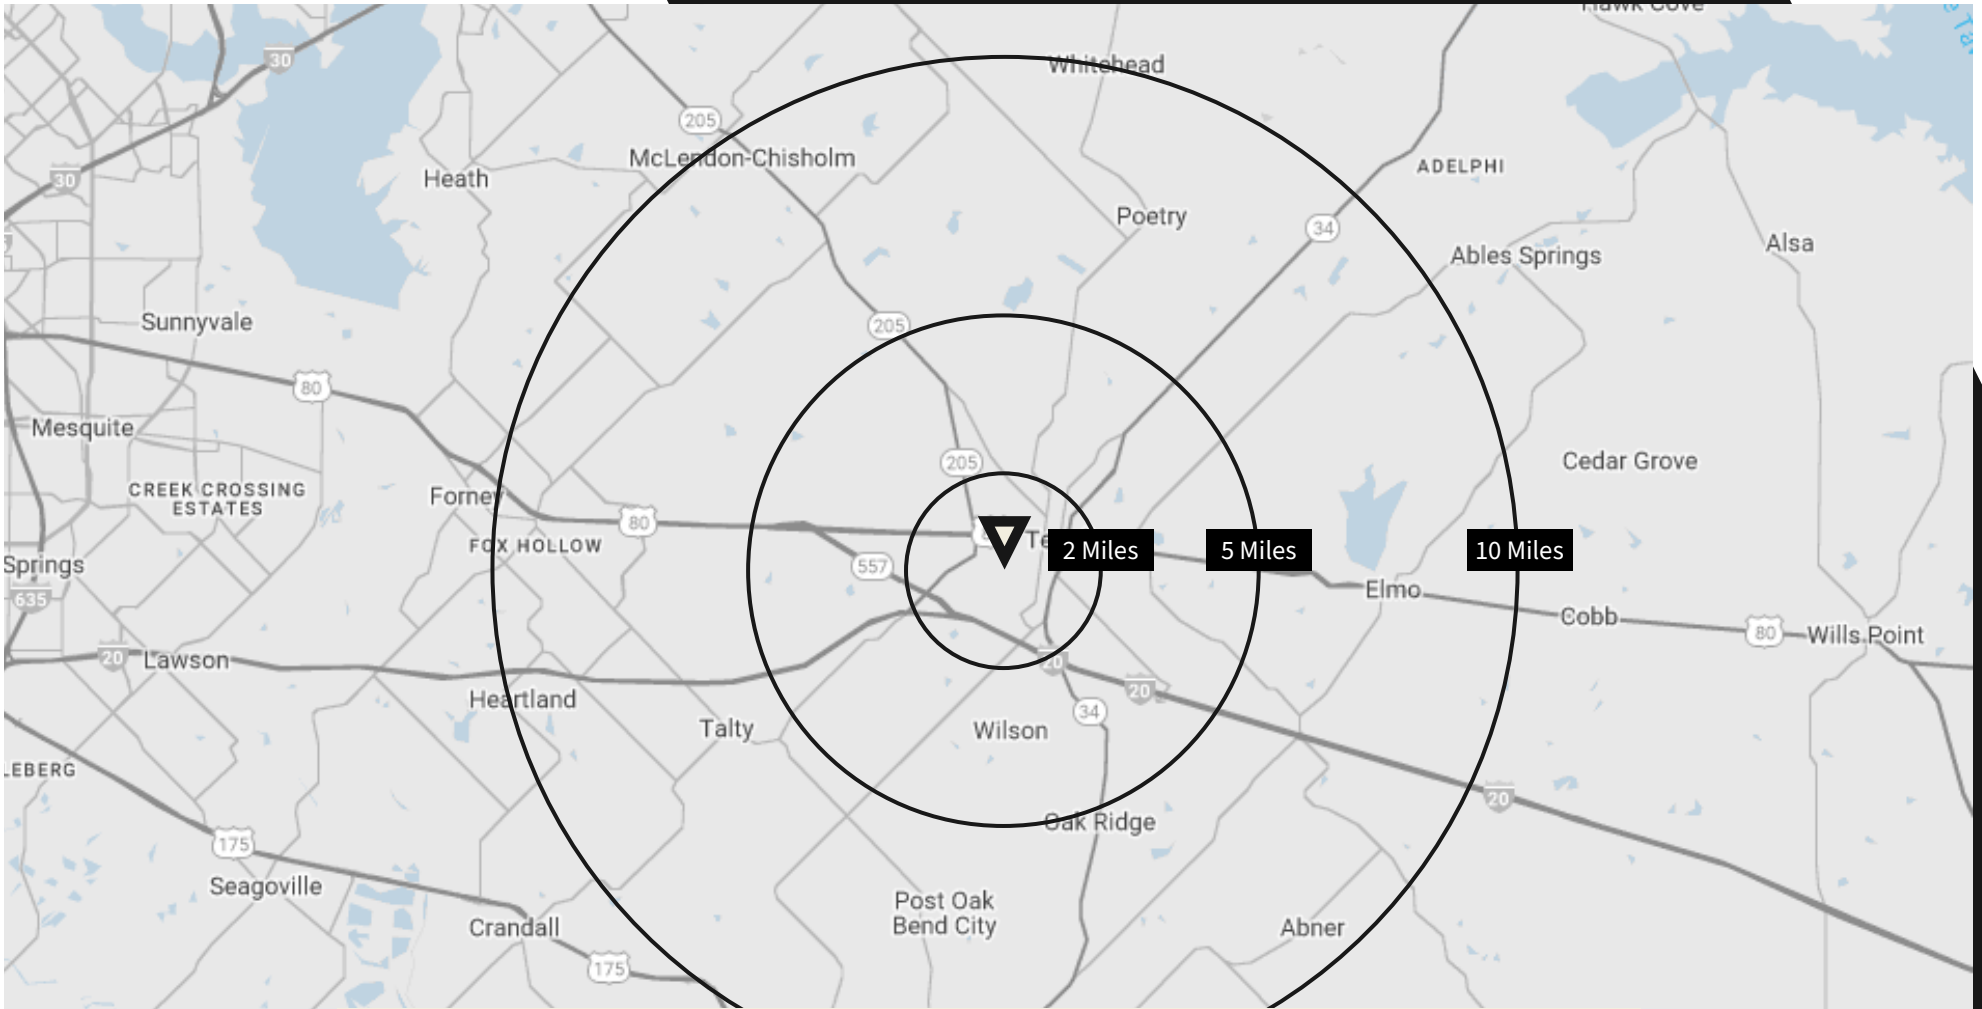 Hawk Cove
30
Whitehead
205
McLendon-Chisholm
30
Heath
ADELPHI
Poetry
34
Alsa
Ables Springs
Sunnyvale
205
80
Mesquite
Cedar Grove
205
CREEK CROSSING
ESTATES
Forney
80
FOX HOLLOW
2 Miles
5 Miles
10 Miles
Springs
557
Elmo
635
Cobb
80
Wills Point
20
Lawson
20
20
Heartland
34
Talty
Wilson
LEBERG
20
Oak Ridge
175
Seagoville
Post Oak
Bend City
Crandall
Abner
175